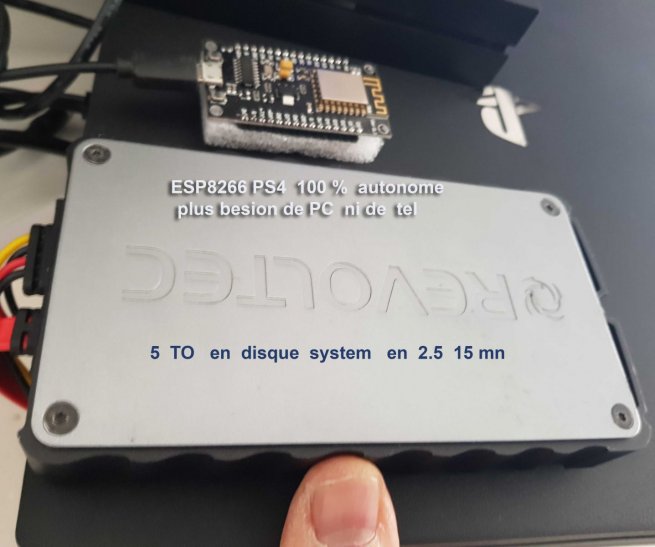 ESP8266 PS4 100 % autonome
plus besion de PC ni de tel
REVOLTEC
5 TO en disque system en 2.5 15 mn